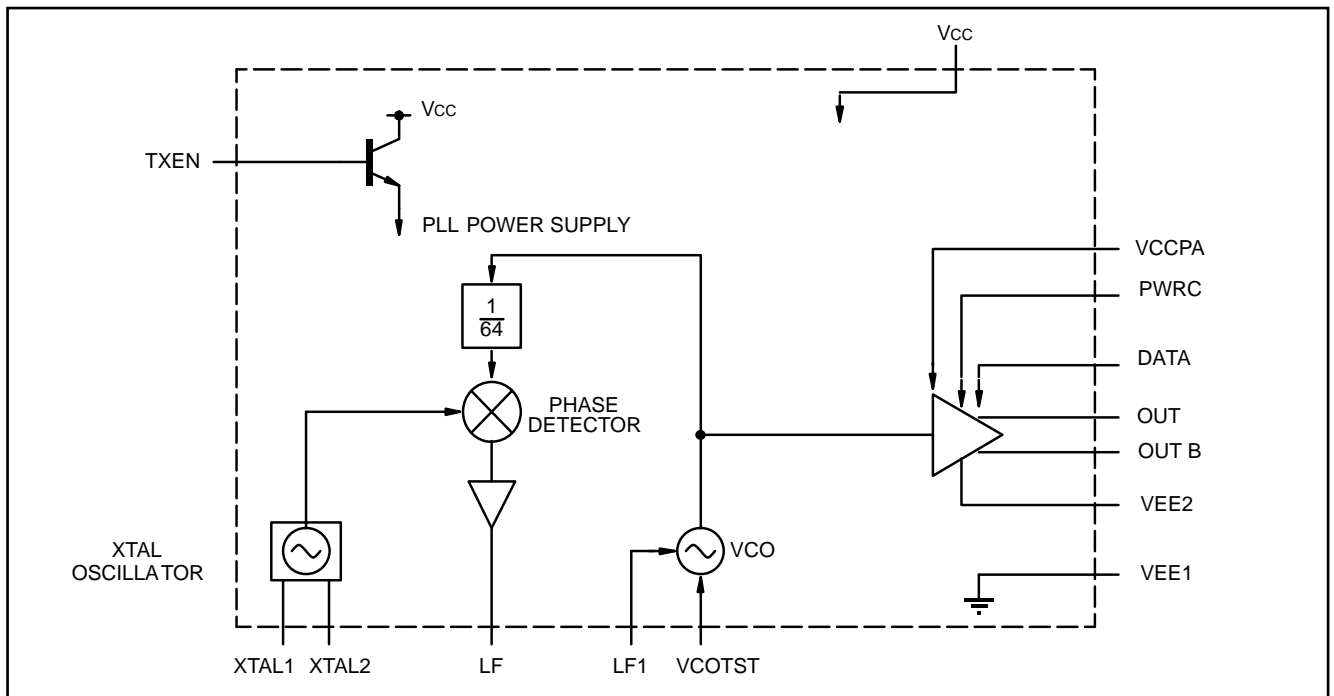 Vcc
Vcc
TXEN
PLL POWER SUPPLY
VCCPA
PWRC
1
64
DATA
PHASE
DETECTOR
OUT
OUT B
VEE2
XTAL
OSCILLATOR
VCO
VEE1
XTAL1
XTAL2
LF
LF1
VCOTST